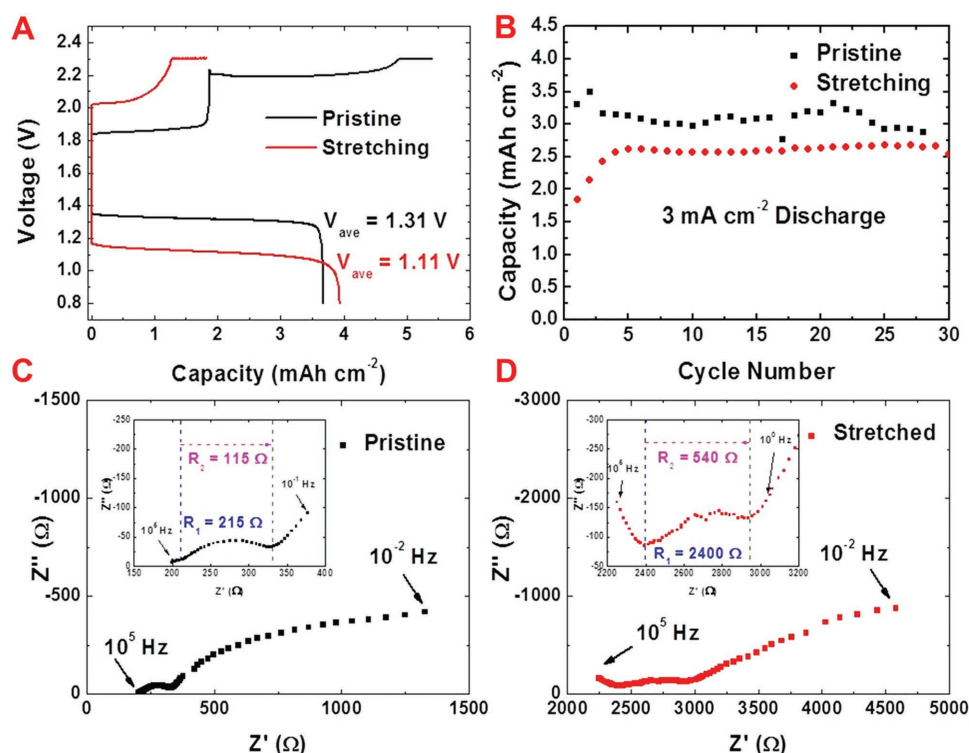 A
2.4
2.2
2.0
1.8
1.6
1.4
1.2
1.0
0.8
Voltage (V)
Pristine
Stretching
V_ave = 1.31 V
V_ave = 1.11 V
0 1 2 3 4 5 6
Capacity (mAh cm⁻²)
B
4.5
4.0
3.5
3.0
2.5
2.0
1.5
1.0
0.5
0.0
Capacity (mAh cm⁻²)
Pristine
Stretching
3 mA cm⁻² Discharge
0 5 10 15 20 25 30
Cycle Number
C
-1500
-1000
-500
0
Z'' (Ω)
Pristine
-250
-200
-150
-100
-50
0
Z'' (Ω)
R₂ = 115 Ω
R₁ = 215 Ω
10⁵ Hz
10⁻¹ Hz
150 200 250 300 350 400
Z' (Ω)
10⁻² Hz
10⁵ Hz
0 500 1000 1500
Z' (Ω)
D
-3000
-2000
-1000
0
Z'' (Ω)
Stretched
-300
-250
-200
-150
-100
-50
Z'' (Ω)
R₂ = 540 Ω
R₁ = 2400 Ω
10⁵ Hz
10⁰ Hz
2200 2400 2600 2800 3000 3200
Z' (Ω)
10⁻² Hz
10⁵ Hz
2000 2500 3000 3500 4000 4500 5000
Z' (Ω)